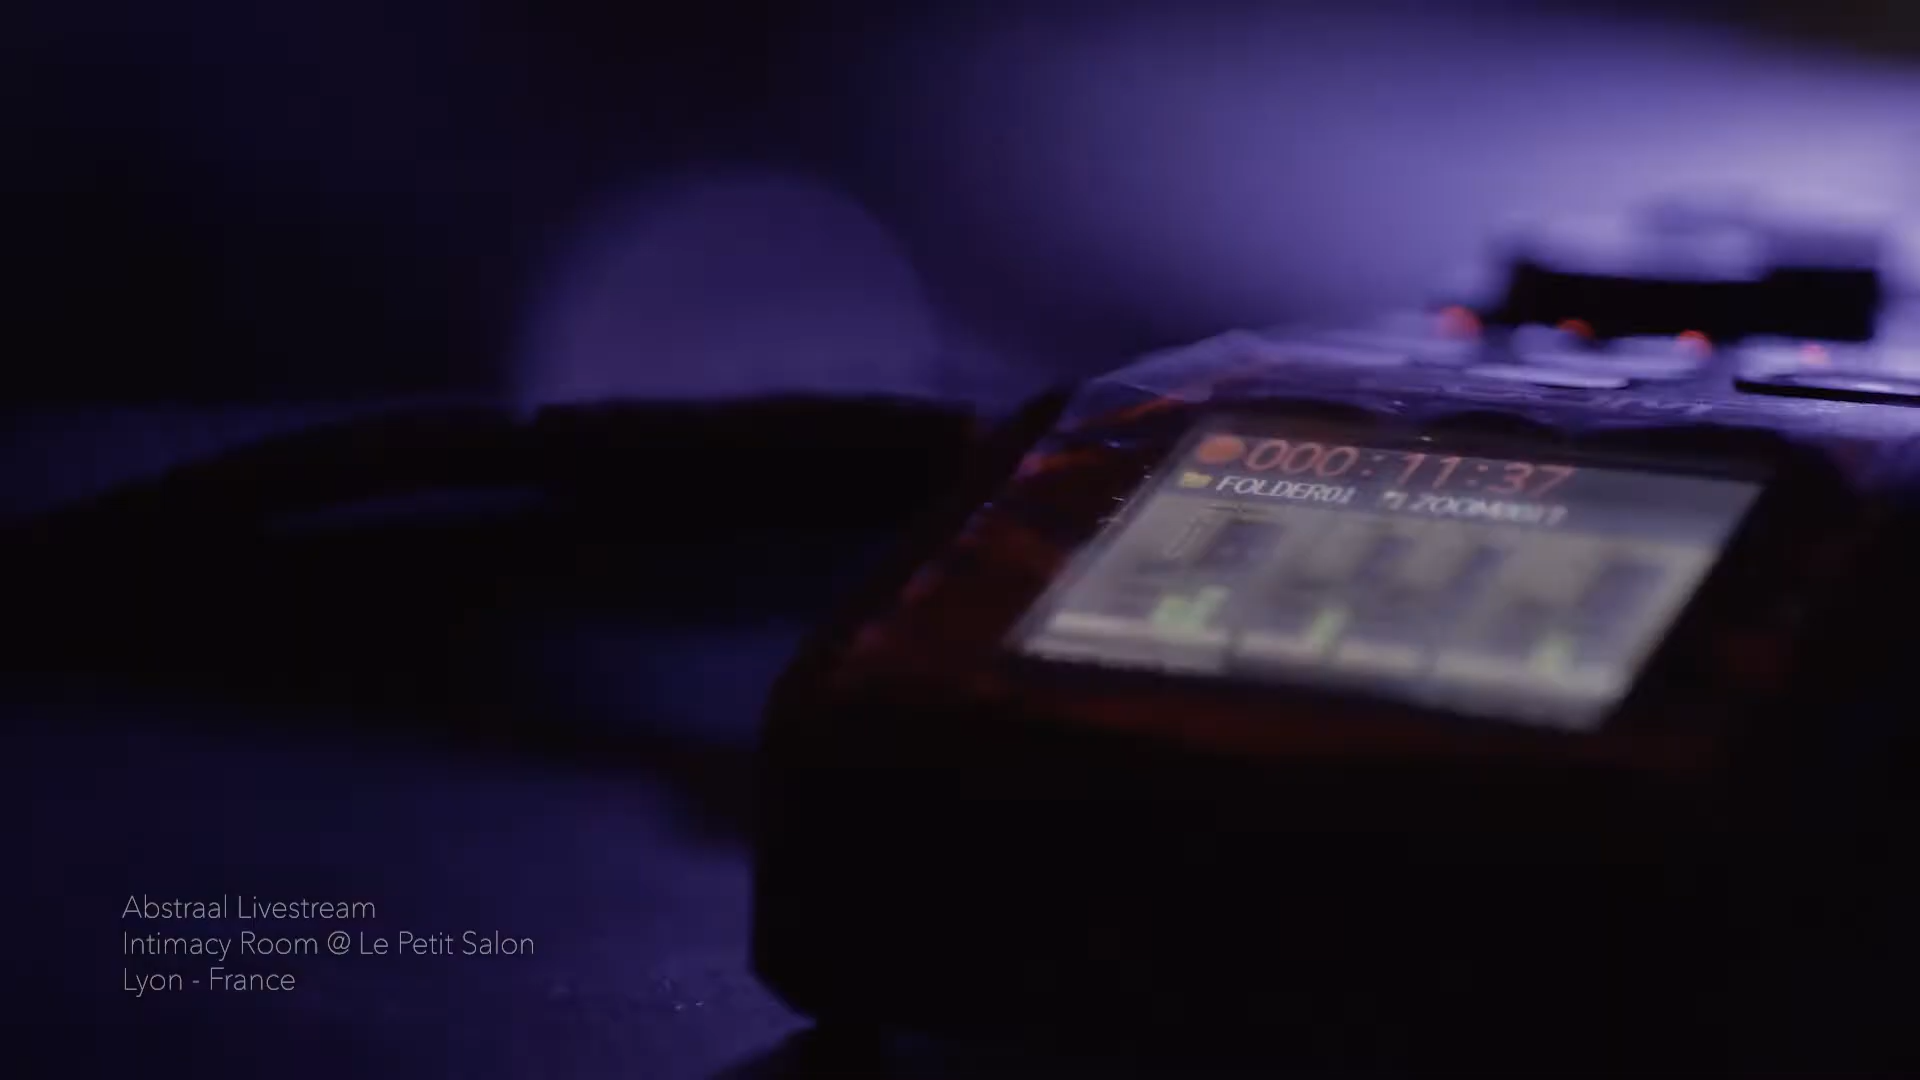 000:11:37
FOLDER01
Abstraal Livestream
Intimacy Room @ Le Petit Salon
Lyon - France